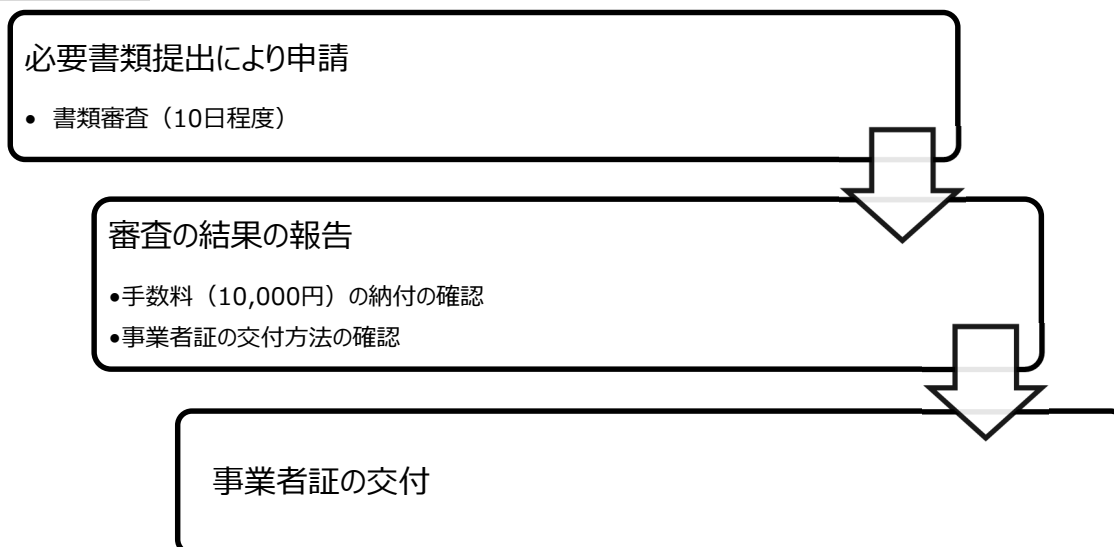 必要書類提出により申請
• 書類審査（10日程度）
審査の結果の報告
•手数料（10,000円）の納付の確認
•事業者証の交付方法の確認
事業者証の交付